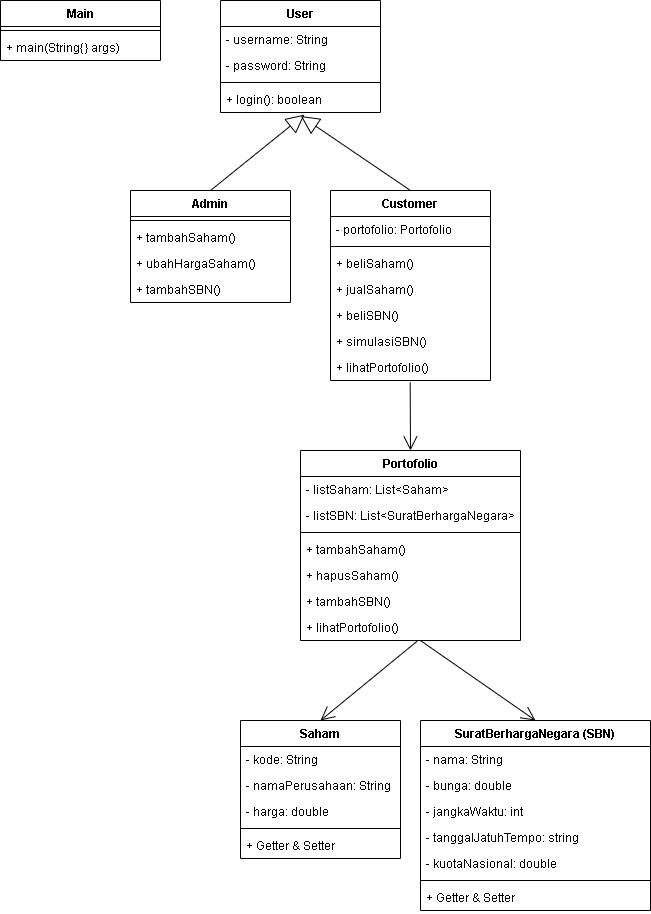 Main
+ main(String{} args)
User
- username: String
- password: String
+ login(): boolean
Admin
+ tambahSaham()
+ ubahHargaSaham()
+ tambahSBN()
Customer
- portofolio: Portofolio
+ beliSaham()
+ jualSaham()
+ beliSBN()
+ simulasiSBN()
+ lihatPortofolio()
Portofolio
- listSaham: List<Saham>
- listSBN: List<SuratBerhargaNegara>
+ tambahSaham()
+ hapusSaham()
+ tambahSBN()
+ lihatPortofolio()
Saham
- kode: String
- namaPerusahaan: String
- harga: double
+ Getter & Setter
SuratBerhargaNegara (SBN)
- nama: String
- bunga: double
- jangkaWaktu: int
- tanggalJatuhTempo: string
- kuotaNasional: double
+ Getter & Setter